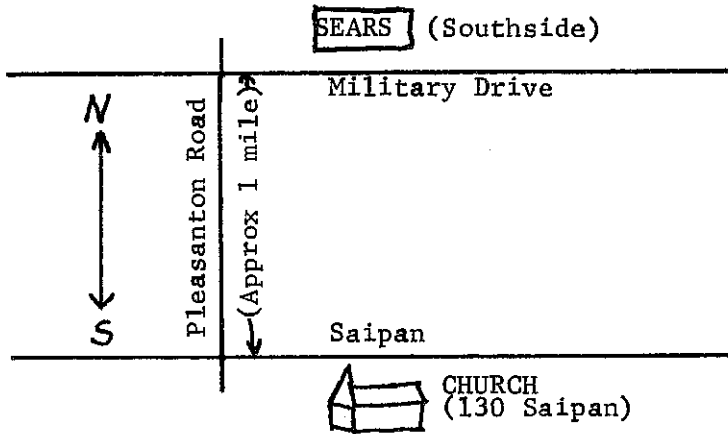 SEARS (Southside)
Military Drive
N
Pleasanton Road
(Approx 1 mile)
S
Saipan
CHURCH
(130 Saipan)